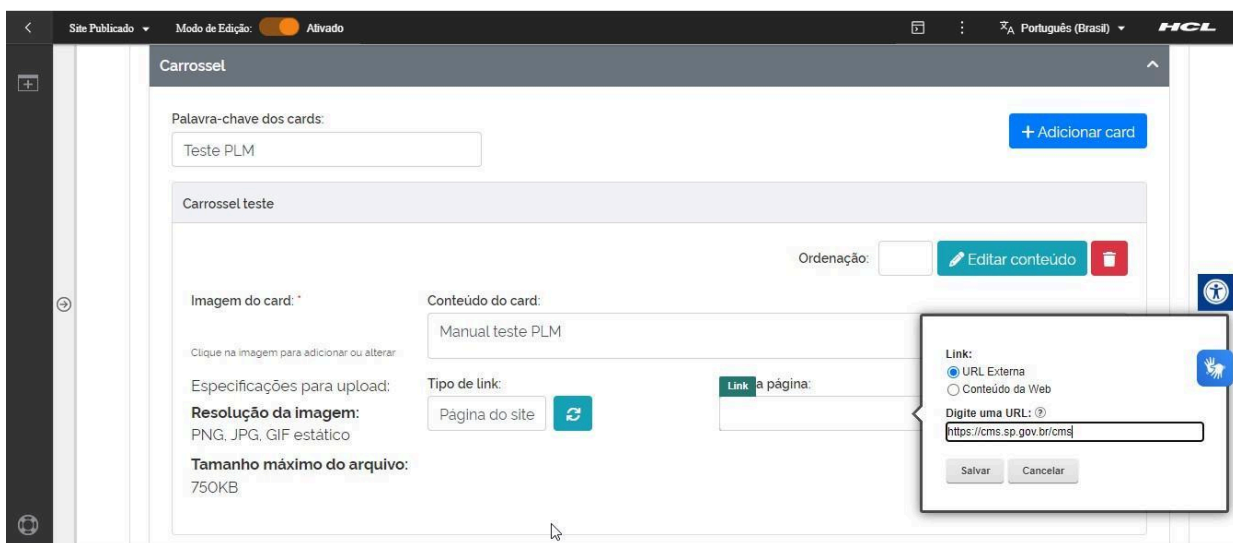 Site Publicado
Modo de Edição:
Ativado
Português (Brasil)
HCL
Carrossel
Palavra-chave dos cards:
Teste PLM
+ Adicionar card
Carrossel teste
Ordenação:
Editar conteúdo
Imagem do card: *
Clique na imagem para adicionar ou alterar
Especificações para upload:
Resolução da imagem:
PNG, JPG, GIF estático
Tamanho máximo do arquivo:
750KB
Conteúdo do card:
Manual teste PLM
Tipo de link:
Página do site
Link a página:
Link:
URL Externa
Conteúdo da Web
Digite uma URL: ?
https://cms.sp.gov.br/cms
Salvar
Cancelar